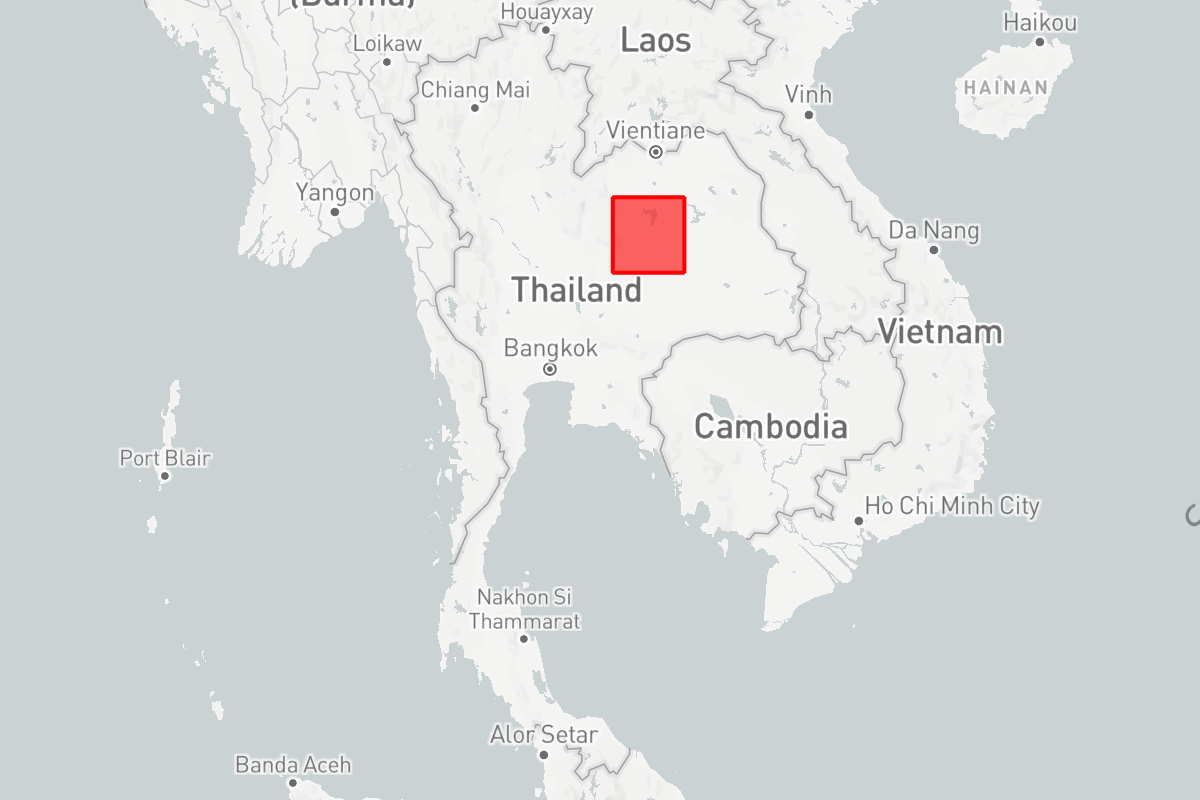 Houayxay
Haikou
Loikaw
Laos
Chiang Mai
HAINAN
Vinh
Vientiane
Yangon
Da Nang
Thailand
Vietnam
Bangkok
Cambodia
Port Blair
Ho Chi Minh City
Nakhon Si
Thammarat
Alor Setar
Banda Aceh